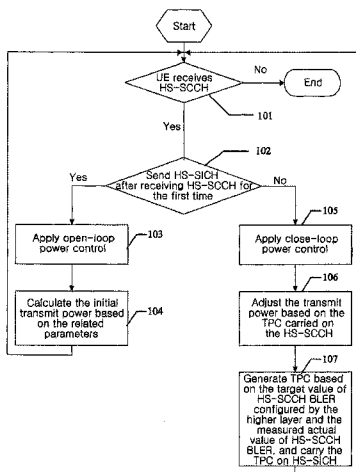 Start
UE receives
HS-SCCH
No
End
101
Yes
102
Send HS-SICH
after receiving HS-SCCH for
the first time
Yes
No
103
105
Apply open-loop
power control
Apply close-loop
power control
106
Calculate the initial
transmit power based
on the related
parameters
104
Adjust the transmit
power based on the
TPC carried on
the HS-SCCH
107
Generate TPC based
on the target value of
HS-SCCH BLER
configured by the
higher layer and the
measured actual
value of HS-SCCH
BLER, and carry the
TPC on HS-SICH